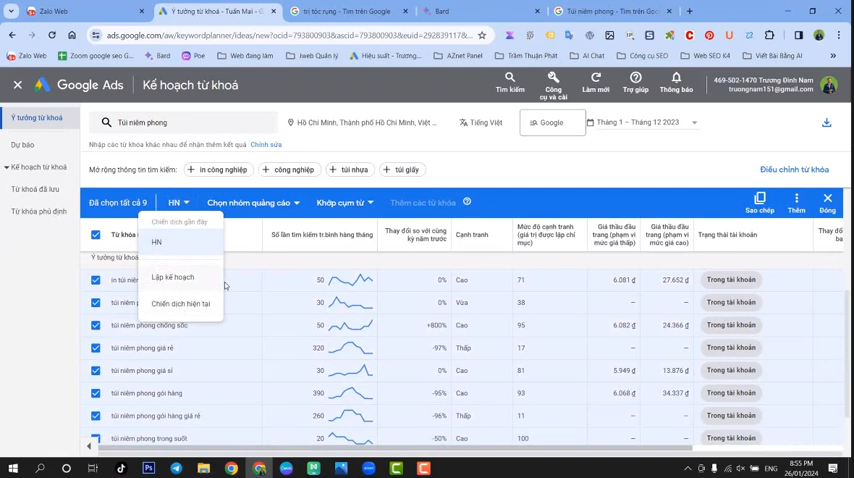 Zalo Web
Ý tưởng từ khoá - Tuấn Mai - G
trị tóc rụng - Tìm trên Google
Bard
Túi niêm phong - Tìm trên Goo
ads.google.com/aw/keywordplanner/ideas/new?ocid=793800903&ascid=793800903&euid=292839117&
Zalo Web
Zoom google seo G
Bard
Poe
Web đang làm
Jweb Quản lý
Hiệu suất - Trương...
AZnet Panel
Trầm Thuận Phát
AI Chat
Công cụ SEO
Web SEO K4
Viết Bài Bằng AI
Google Ads
Kế hoạch từ khoá
Tìm kiếm
Công cụ và cài
Làm mới
Trợ giúp
Thông báo
469-502-1470 Trương Đình Nam
truongnam151@gmail.com
Ý tưởng từ khoá
Dự báo
Kế hoạch từ khoá
Từ khoá đã lưu
Từ khóa phủ định
Túi niêm phong
Hồ Chí Minh, Thành phố Hồ Chí Minh, Việt ...
Tiếng Việt
Google
Tháng 1 – Tháng 12 2023
Nhập các từ khóa khác nhau để nhận thêm kết quả
Chỉnh sửa
Mở rộng thông tin tìm kiếm:
in công nghiệp
công nghiệp
túi nhựa
túi giấy
Điều chỉnh từ khóa
Đã chọn tất cả 9
HN
Chọn nhóm quảng cáo
Khớp cụm từ
Thêm các từ khóa
Sao chép
Thêm
Đóng
Chiến dịch gần đây
HN
Lập kế hoạch
Chiến dịch hiện tại
Từ khóa
Số lần tìm kiếm tr.bình hàng tháng
Thay đổi so với cùng kỳ năm trước
Cạnh tranh
Mức độ cạnh tranh (giá trị được lập chỉ mục)
Giá thầu đầu trang (phạm vi mức giá thấp)
Giá thầu đầu trang (phạm vi mức giá cao)
Trạng thái tài khoản
Thay đổi
Ý tưởng từ khóa
in túi niêm 50 0% Cao 71 6.081 ₫ 27.652 ₫ Trong tài khoản
túi niêm 30 0% Vừa 38 – – Trong tài khoản
túi niêm phong chống sốc 50 +800% Cao 95 6.082 ₫ 24.366 ₫ Trong tài khoản
túi niêm phong giá rẻ 320 -97% Thấp 17 – – Trong tài khoản
túi niêm phong giá sỉ 30 0% Cao 81 5.949 ₫ 13.876 ₫ Trong tài khoản
túi niêm phong gói hàng 390 -95% Cao 93 6.068 ₫ 34.337 ₫ Trong tài khoản
túi niêm phong gói hàng giá rẻ 260 -96% Thấp 11 – – Trong tài khoản
túi niêm phong trong suốt 20 -50% Cao 100 – – Trong tài khoản
ENG
8:55 PM
26/01/2024